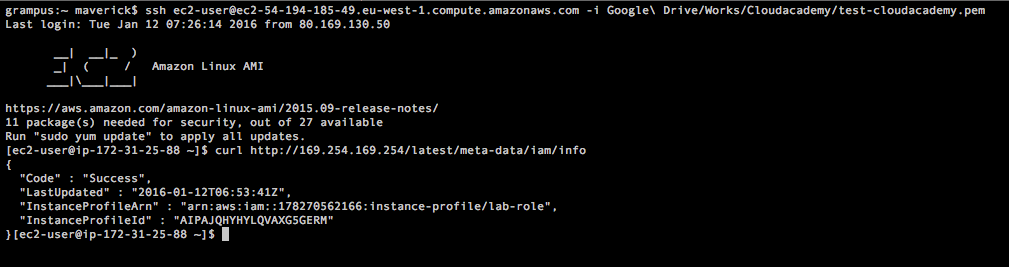 grampus:~ maverick$ ssh ec2-user@ec2-54-194-185-49.eu-west-1.compute.amazonaws.com -i Google\ Drive/Works/Cloudacademy/test-cloudacademy.pem
Last login: Tue Jan 12 07:26:14 2016 from 80.169.130.50
__|  __|_  )
_|  (     /   Amazon Linux AMI
___|\___|___|
https://aws.amazon.com/amazon-linux-ami/2015.09-release-notes/
11 package(s) needed for security, out of 27 available
Run "sudo yum update" to apply all updates.
[ec2-user@ip-172-31-25-88 ~]$ curl http://169.254.169.254/latest/meta-data/iam/info
{
  "Code" : "Success",
  "LastUpdated" : "2016-01-12T06:53:41Z",
  "InstanceProfileArn" : "arn:aws:iam::178270562166:instance-profile/lab-role",
  "InstanceProfileId" : "AIPAJQHYHYLQVAXG5GERM"
}[ec2-user@ip-172-31-25-88 ~]$